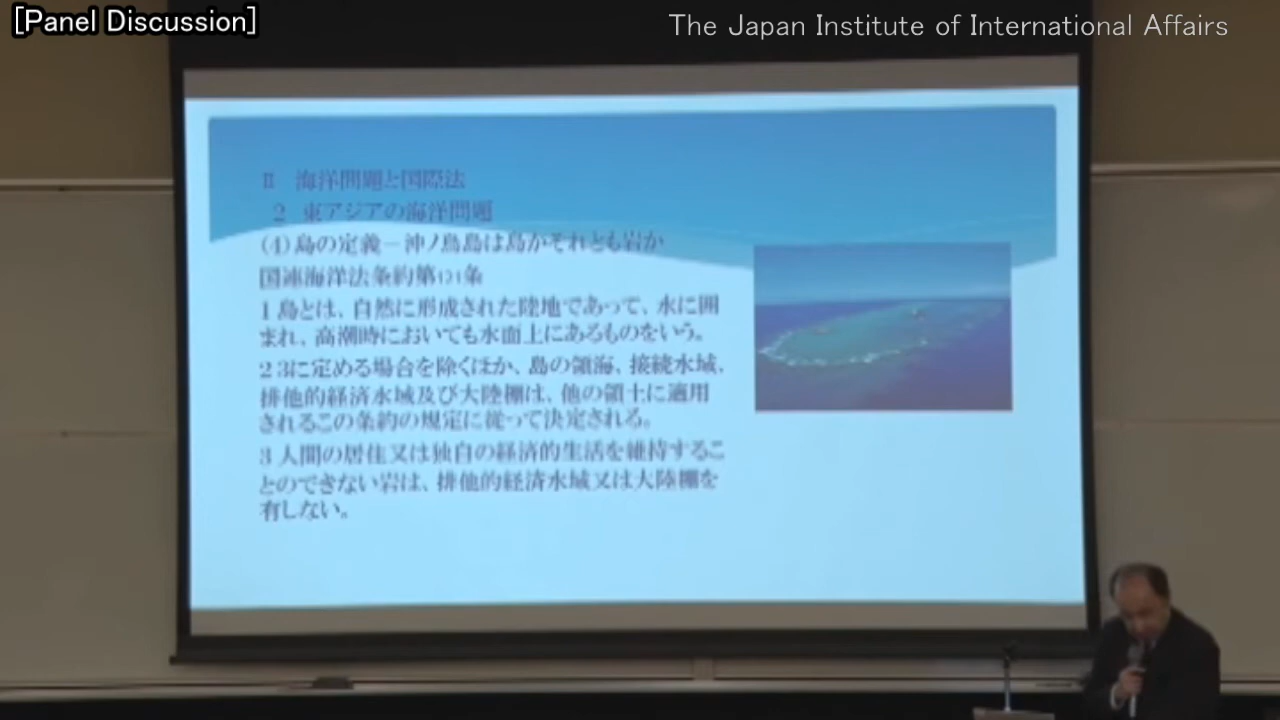 [Panel Discussion]
The Japan Institute of International Affairs
Ⅱ 海洋問題と国際法
2 東アジアの海洋問題
(4)島の定義－沖ノ鳥島は島かそれとも岩か
国連海洋法条約第121条
1 島とは、自然に形成された陸地であって、水に囲
まれ、高潮時においても水面上にあるものをいう。
2 3に定める場合を除くほか、島の領海、接続水域、
排他的経済水域及び大陸棚は、他の領土に適用
されるこの条約の規定に従って決定される。
3 人間の居住又は独自の経済的生活を維持するこ
とのできない岩は、排他的経済水域又は大陸棚を
有しない。